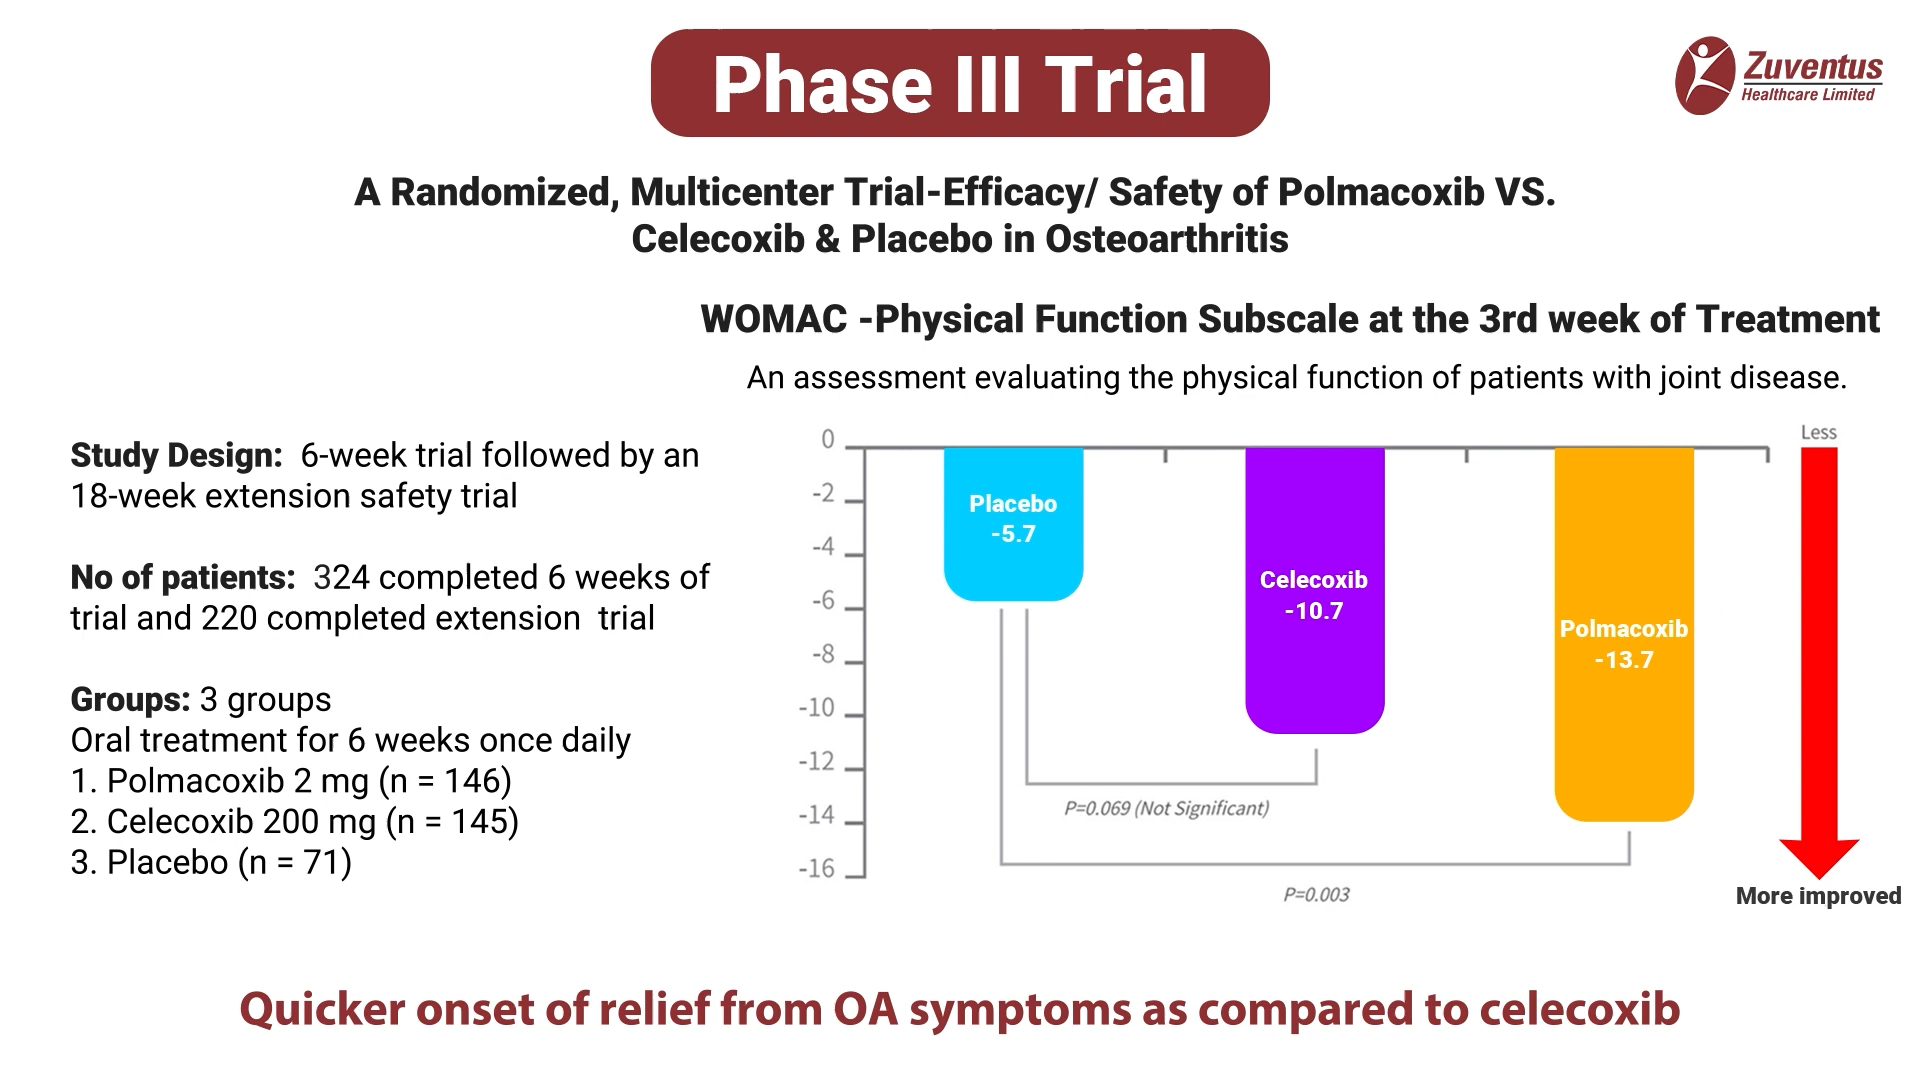 Phase III Trial
Zuventus
Healthcare Limited
A Randomized, Multicenter Trial-Efficacy/ Safety of Polmacoxib VS.
Celecoxib & Placebo in Osteoarthritis
WOMAC -Physical Function Subscale at the 3rd week of Treatment
An assessment evaluating the physical function of patients with joint disease.
Study Design: 6-week trial followed by an
18-week extension safety trial
No of patients: 324 completed 6 weeks of
trial and 220 completed extension trial
Groups: 3 groups
Oral treatment for 6 weeks once daily
1. Polmacoxib 2 mg (n = 146)
2. Celecoxib 200 mg (n = 145)
3. Placebo (n = 71)
0
-2
-4
-6
-8
-10
-12
-14
-16
Placebo
-5.7
Celecoxib
-10.7
Polmacoxib
-13.7
P=0.069 (Not Significant)
P=0.003
Less
More improved
Quicker onset of relief from OA symptoms as compared to celecoxib